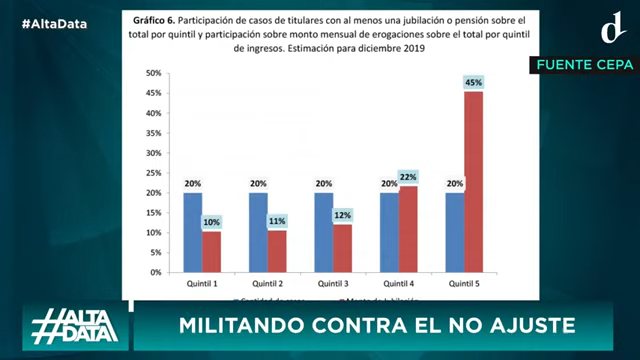 #AltaData
d
Gráfico 6. Participación de casos de titulares con al menos una jubilación o pensión sobre el
total por quintil y participación sobre monto mensual de erogaciones sobre el total por quintil
de ingresos. Estimación para diciembre 2019
FUENTE CEPA
50%
45%
40%
35%
30%
25%
20%
15%
10%
5%
0%
20%
10%
20%
11%
20%
12%
20%
22%
20%
45%
Quintil 1
Quintil 2
Quintil 3
Quintil 4
Quintil 5
#ALTA
DATA
MILITANDO CONTRA EL NO AJUSTE